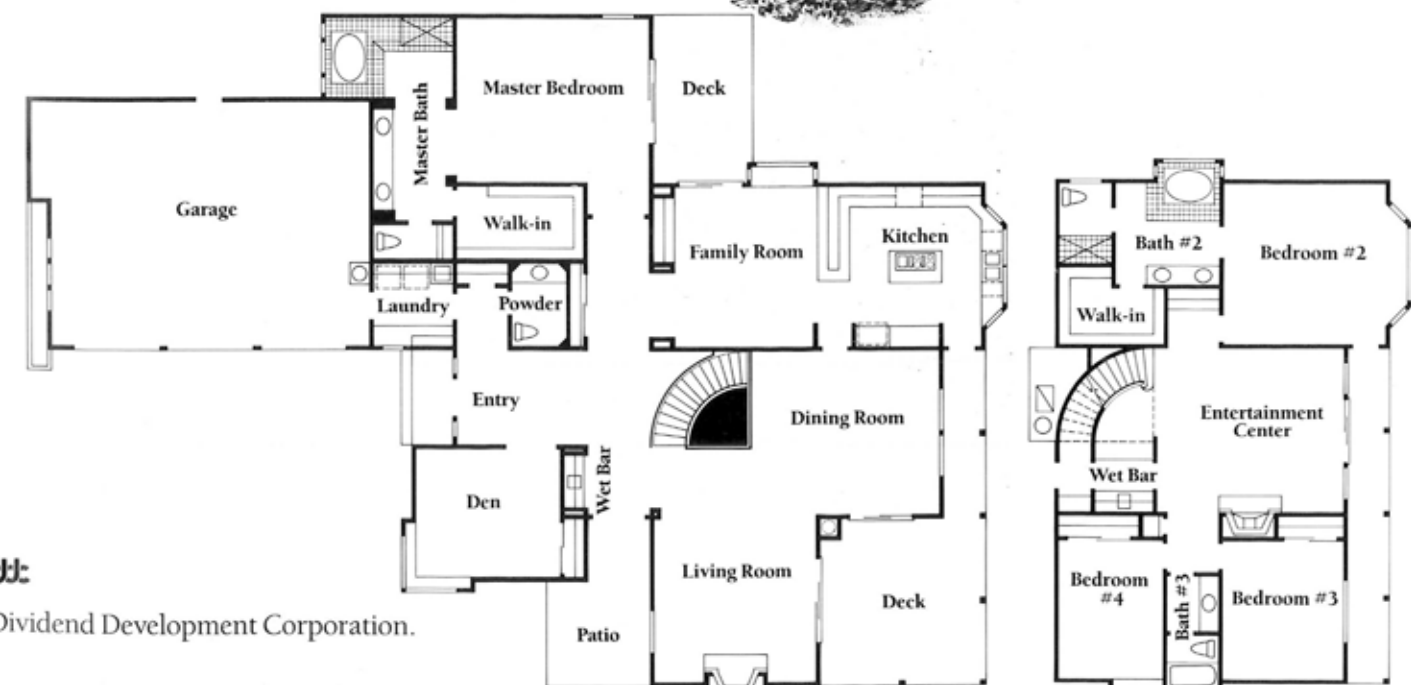 Master Bedroom
Deck
Master Bath
Garage
Walk-in
Family Room
Kitchen
Laundry
Powder
Entry
Dining Room
Wet Bar
Den
Living Room
Deck
Patio
Bath #2
Bedroom #2
Walk-in
Entertainment
Center
Wet Bar
Bedroom
#4
Bath #3
Bedroom #3
Dividend Development Corporation.